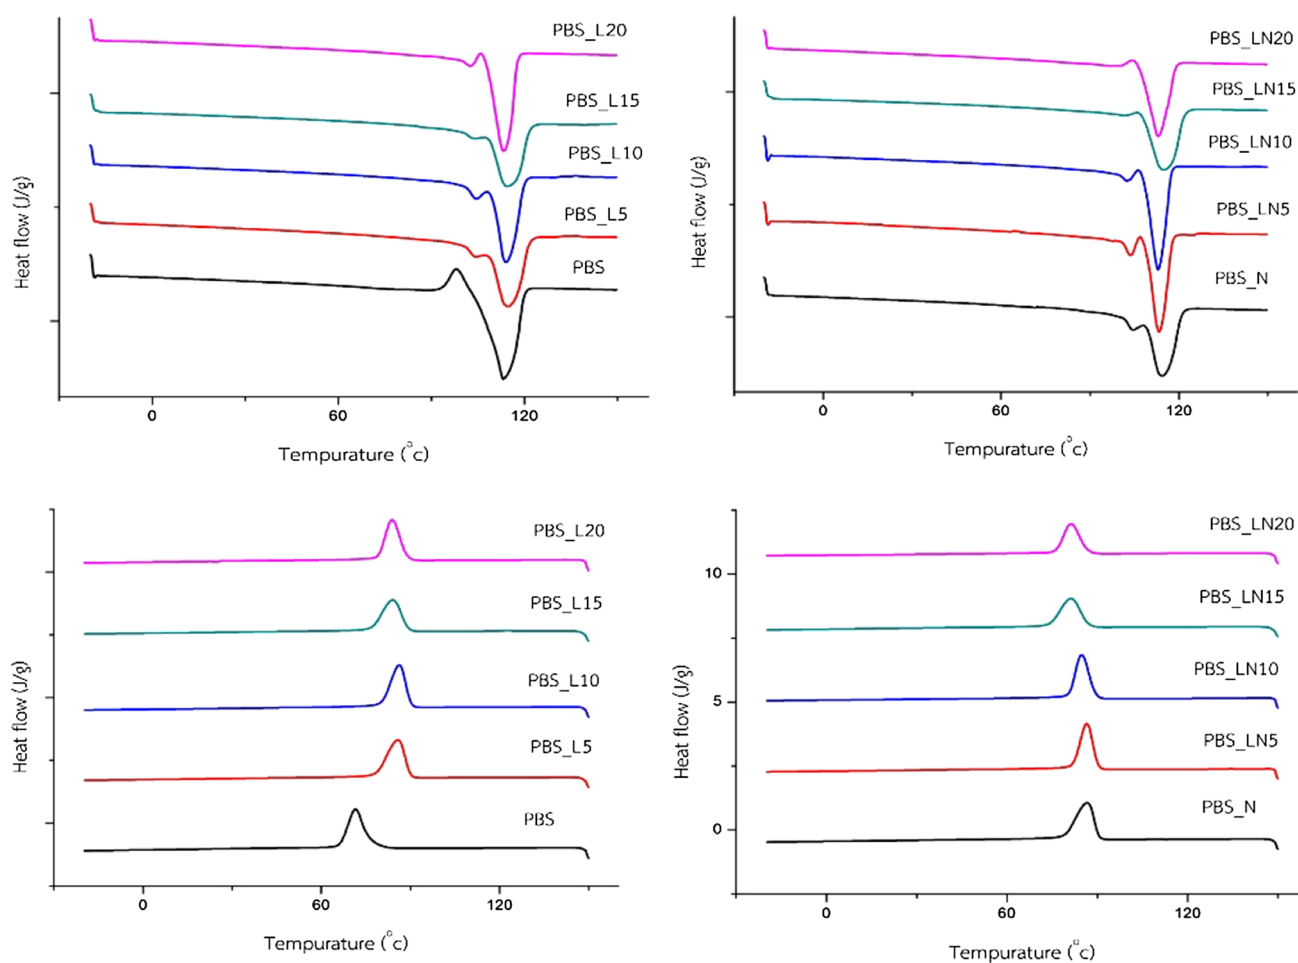 PBS_L20
PBS_L15
PBS_L10
PBS_L5
PBS
Heat flow (J/g)
0 60 120
Tempurature (°c)
PBS_LN20
PBS_LN15
PBS_LN10
PBS_LN5
PBS_N
Heat flow (J/g)
0 60 120
Tempurature (°c)
PBS_L20
PBS_L15
PBS_L10
PBS_L5
PBS
Heat flow (J/g)
0 60 120
Tempurature (°c)
PBS_LN20
10
PBS_LN15
PBS_LN10
5
PBS_LN5
PBS_N
0
Heat flow (J/g)
0 60 120
Tempurature (°c)